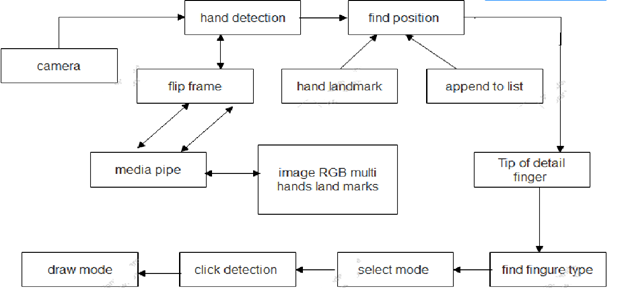 hand detection
find position
camera
flip frame
hand landmark
append to list
media pipe
image RGB multi
hands land marks
Tip of detail
finger
draw mode
click detection
select mode
find fingure type